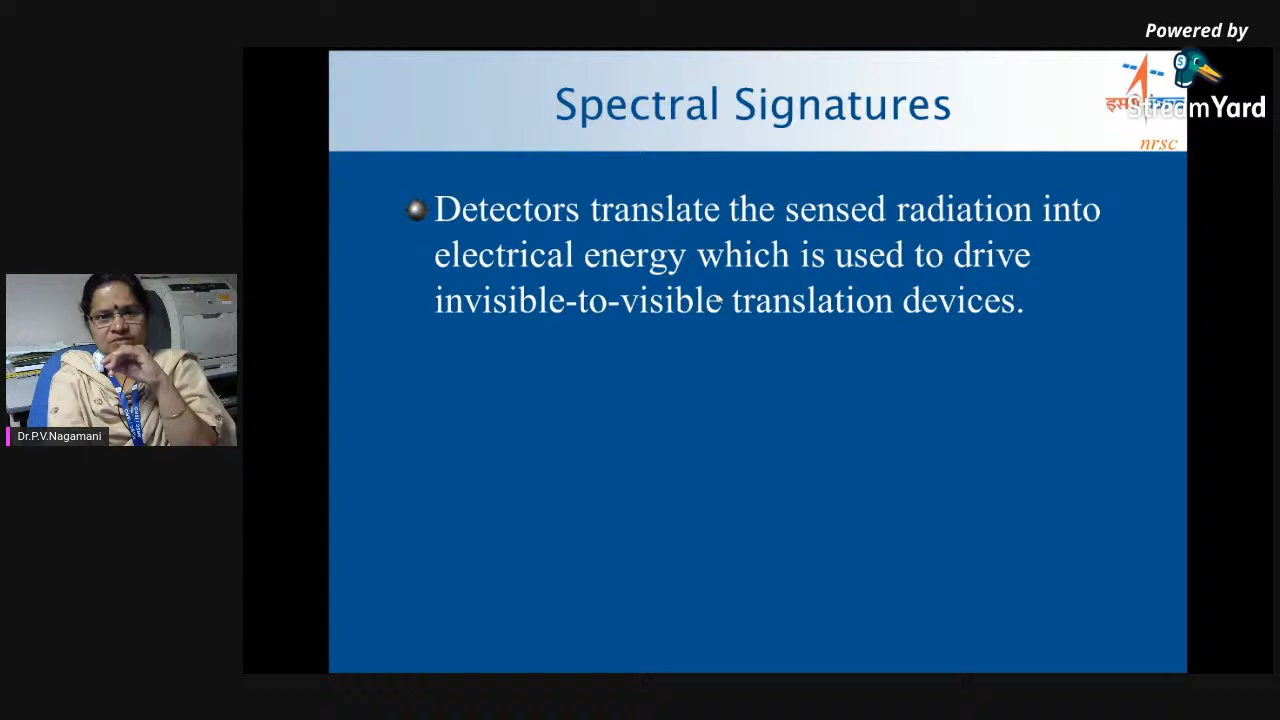 Powered by
StreamYard
Spectral Signatures
nrsc
Detectors translate the sensed radiation into
electrical energy which is used to drive
invisible-to-visible translation devices.
Dr.P.V.Nagamani